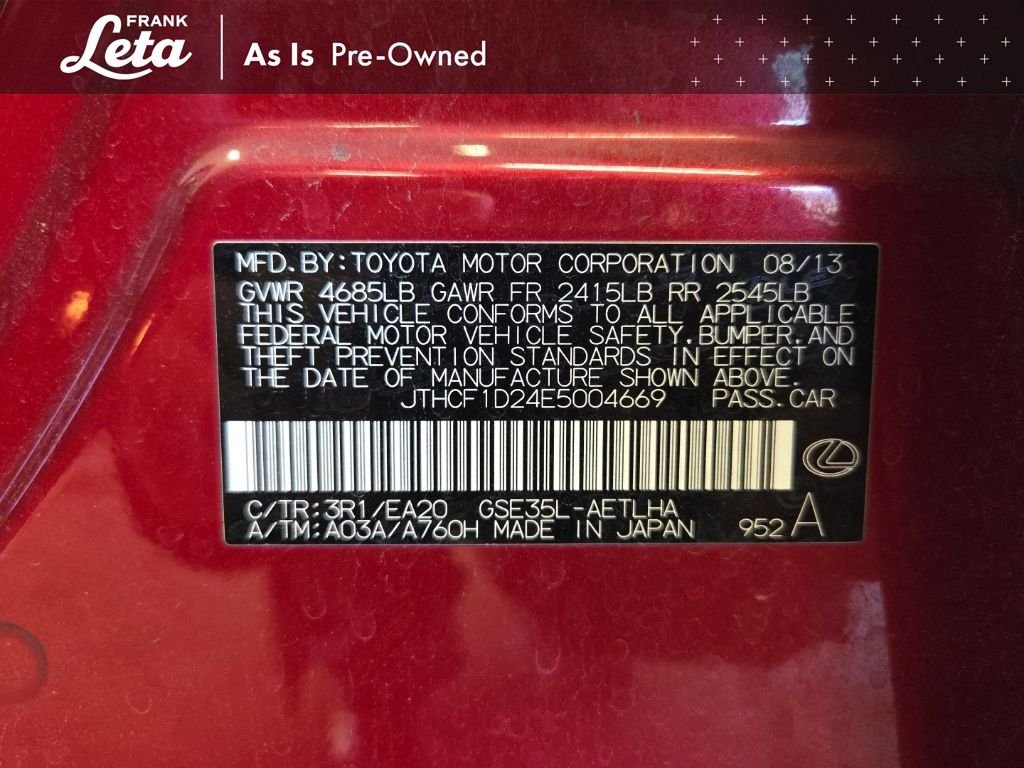 FRANK
Leta
As Is Pre-Owned
MFD.BY:TOYOTA MOTOR CORPORATION 08/13
GVWR 4685LB GAWR FR 2415LB RR 2545LB
THIS VEHICLE CONFORMS TO ALL APPLICABLE
FEDERAL MOTOR VEHICLE SAFETY,BUMPER,AND
THEFT PREVENTION STANDARDS IN EFFECT ON
THE DATE OF MANUFACTURE SHOWN ABOVE.
JTHCF1D24E5004669 PASS.CAR
C/TR:3R1/EA20 GSE35L-AETLHA
A/TM:A03A/A760H MADE IN JAPAN 952 A